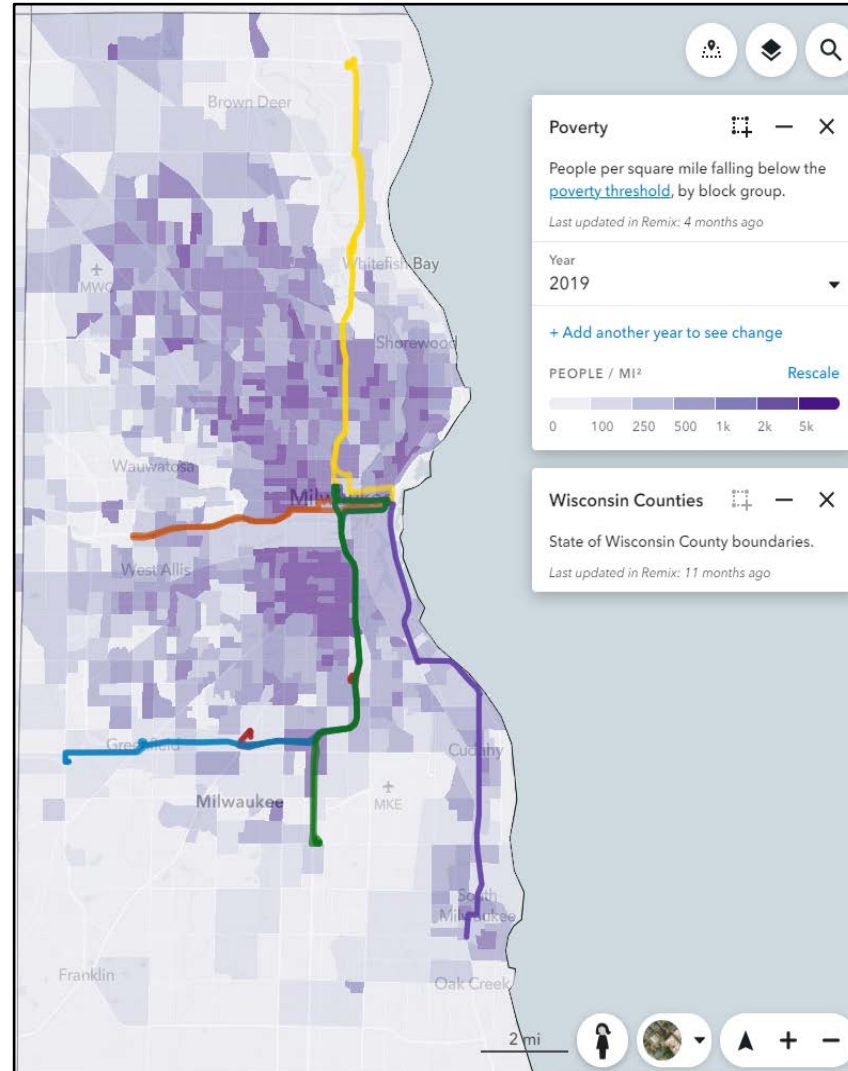 Brown Deer
MWC
Whitefish Bay
Shorewood
Wauwatosa
Milwaukee
West Allis
Greenfield
Cudahy
Milwaukee
MKE
South
Milwaukee
Franklin
Oak Creek
2 mi
Poverty
People per square mile falling below the
poverty threshold, by block group.
Last updated in Remix: 4 months ago
Year
2019
+ Add another year to see change
PEOPLE / MI²
Rescale
0 100 250 500 1k 2k 5k
Wisconsin Counties
State of Wisconsin County boundaries.
Last updated in Remix: 11 months ago